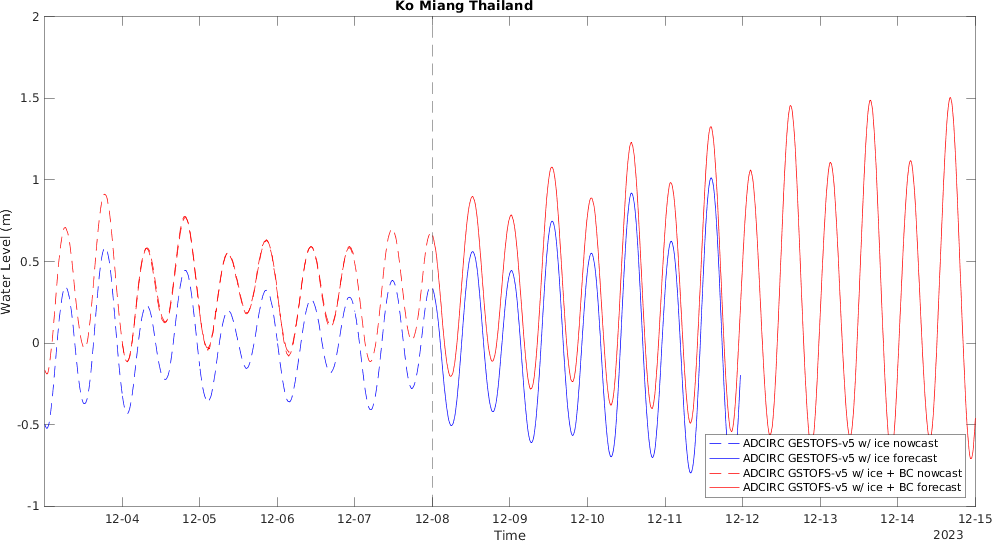 Ko Miang Thailand
2
1.5
1
0.5
0
-0.5
-1
Water Level (m)
ADCIRC GESTOFS-v5 w/ ice nowcast
ADCIRC GESTOFS-v5 w/ ice forecast
ADCIRC GSTOFS-v5 w/ ice + BC nowcast
ADCIRC GSTOFS-v5 w/ ice + BC forecast
12-04 12-05 12-06 12-07 12-08 12-09 12-10 12-11 12-12 12-13 12-14 12-15
Time
2023